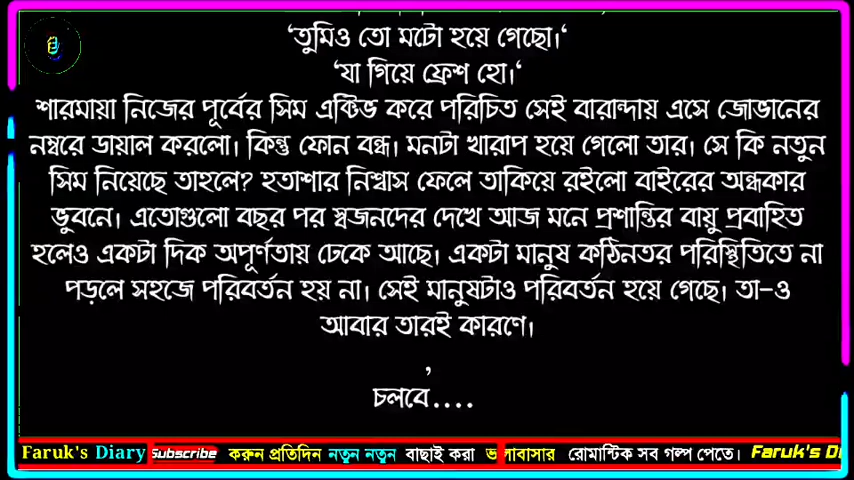 ‘তুমিও তো মটো হয়ে গেছো।‘
‘যা গিয়ে ফ্রেশ হো।‘
শারমায়া নিজের পূর্বের সিম এক্টিভ করে পরিচিত সেই বারান্দায় এসে জোভানের
নম্বরে ডায়াল করলো। কিন্তু ফোন বন্ধ। মনটা খারাপ হয়ে গেলো তার। সে কি নতুন
সিম নিয়েছে তাহলে? হতাশার নিশ্বাস ফেলে তাকিয়ে রইলো বাইরের অন্ধকার
ভুবনে। এতোগুলো বছর পর স্বজনদের দেখে আজ মনে প্রশান্তির বায়ু প্রবাহিত
হলেও একটা দিক অপূর্ণতায় ঢেকে আছে। একটা মানুষ কঠিনতর পরিস্থিতিতে না
পড়লে সহজে পরিবর্তন হয় না। সেই মানুষটাও পরিবর্তন হয়ে গেছে। তা-ও
আবার তারই কারণে।
,
চলবে....
Faruk's Diary Subscribe করুন প্রতিদিন নতুন নতুন বাছাই করা রোমান্টিক সব গল্প পেতে। Faruk's